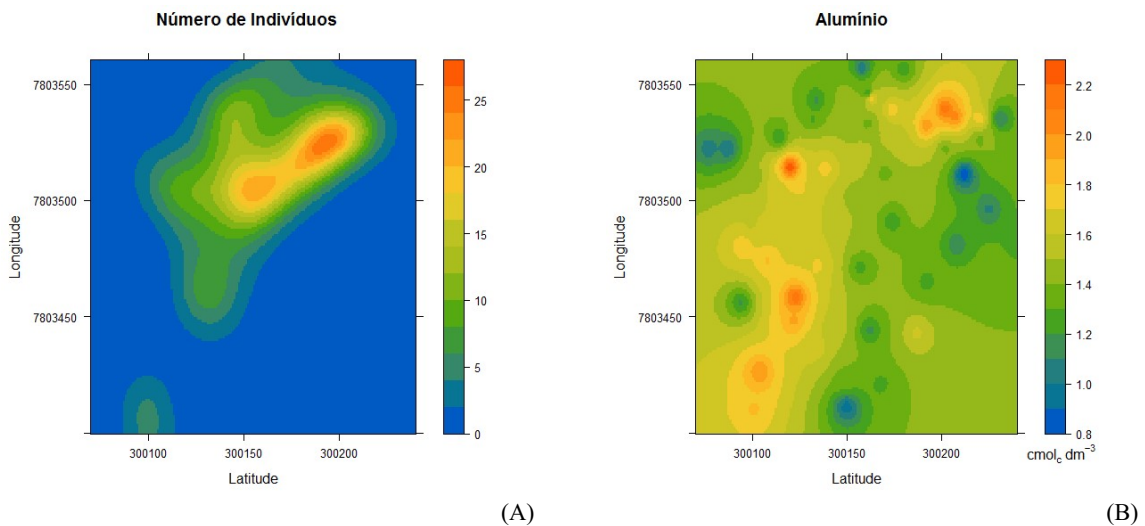 Número de Indivíduos
7803550
7803500
7803450
Longitude
300100
300150
300200
Latitude
25
20
15
10
5
0
(A)
Alumínio
7803550
7803500
7803450
Longitude
300100
300150
300200
Latitude
2.2
2.0
1.8
1.6
1.4
1.2
1.0
0.8
cmol_c dm⁻³
(B)